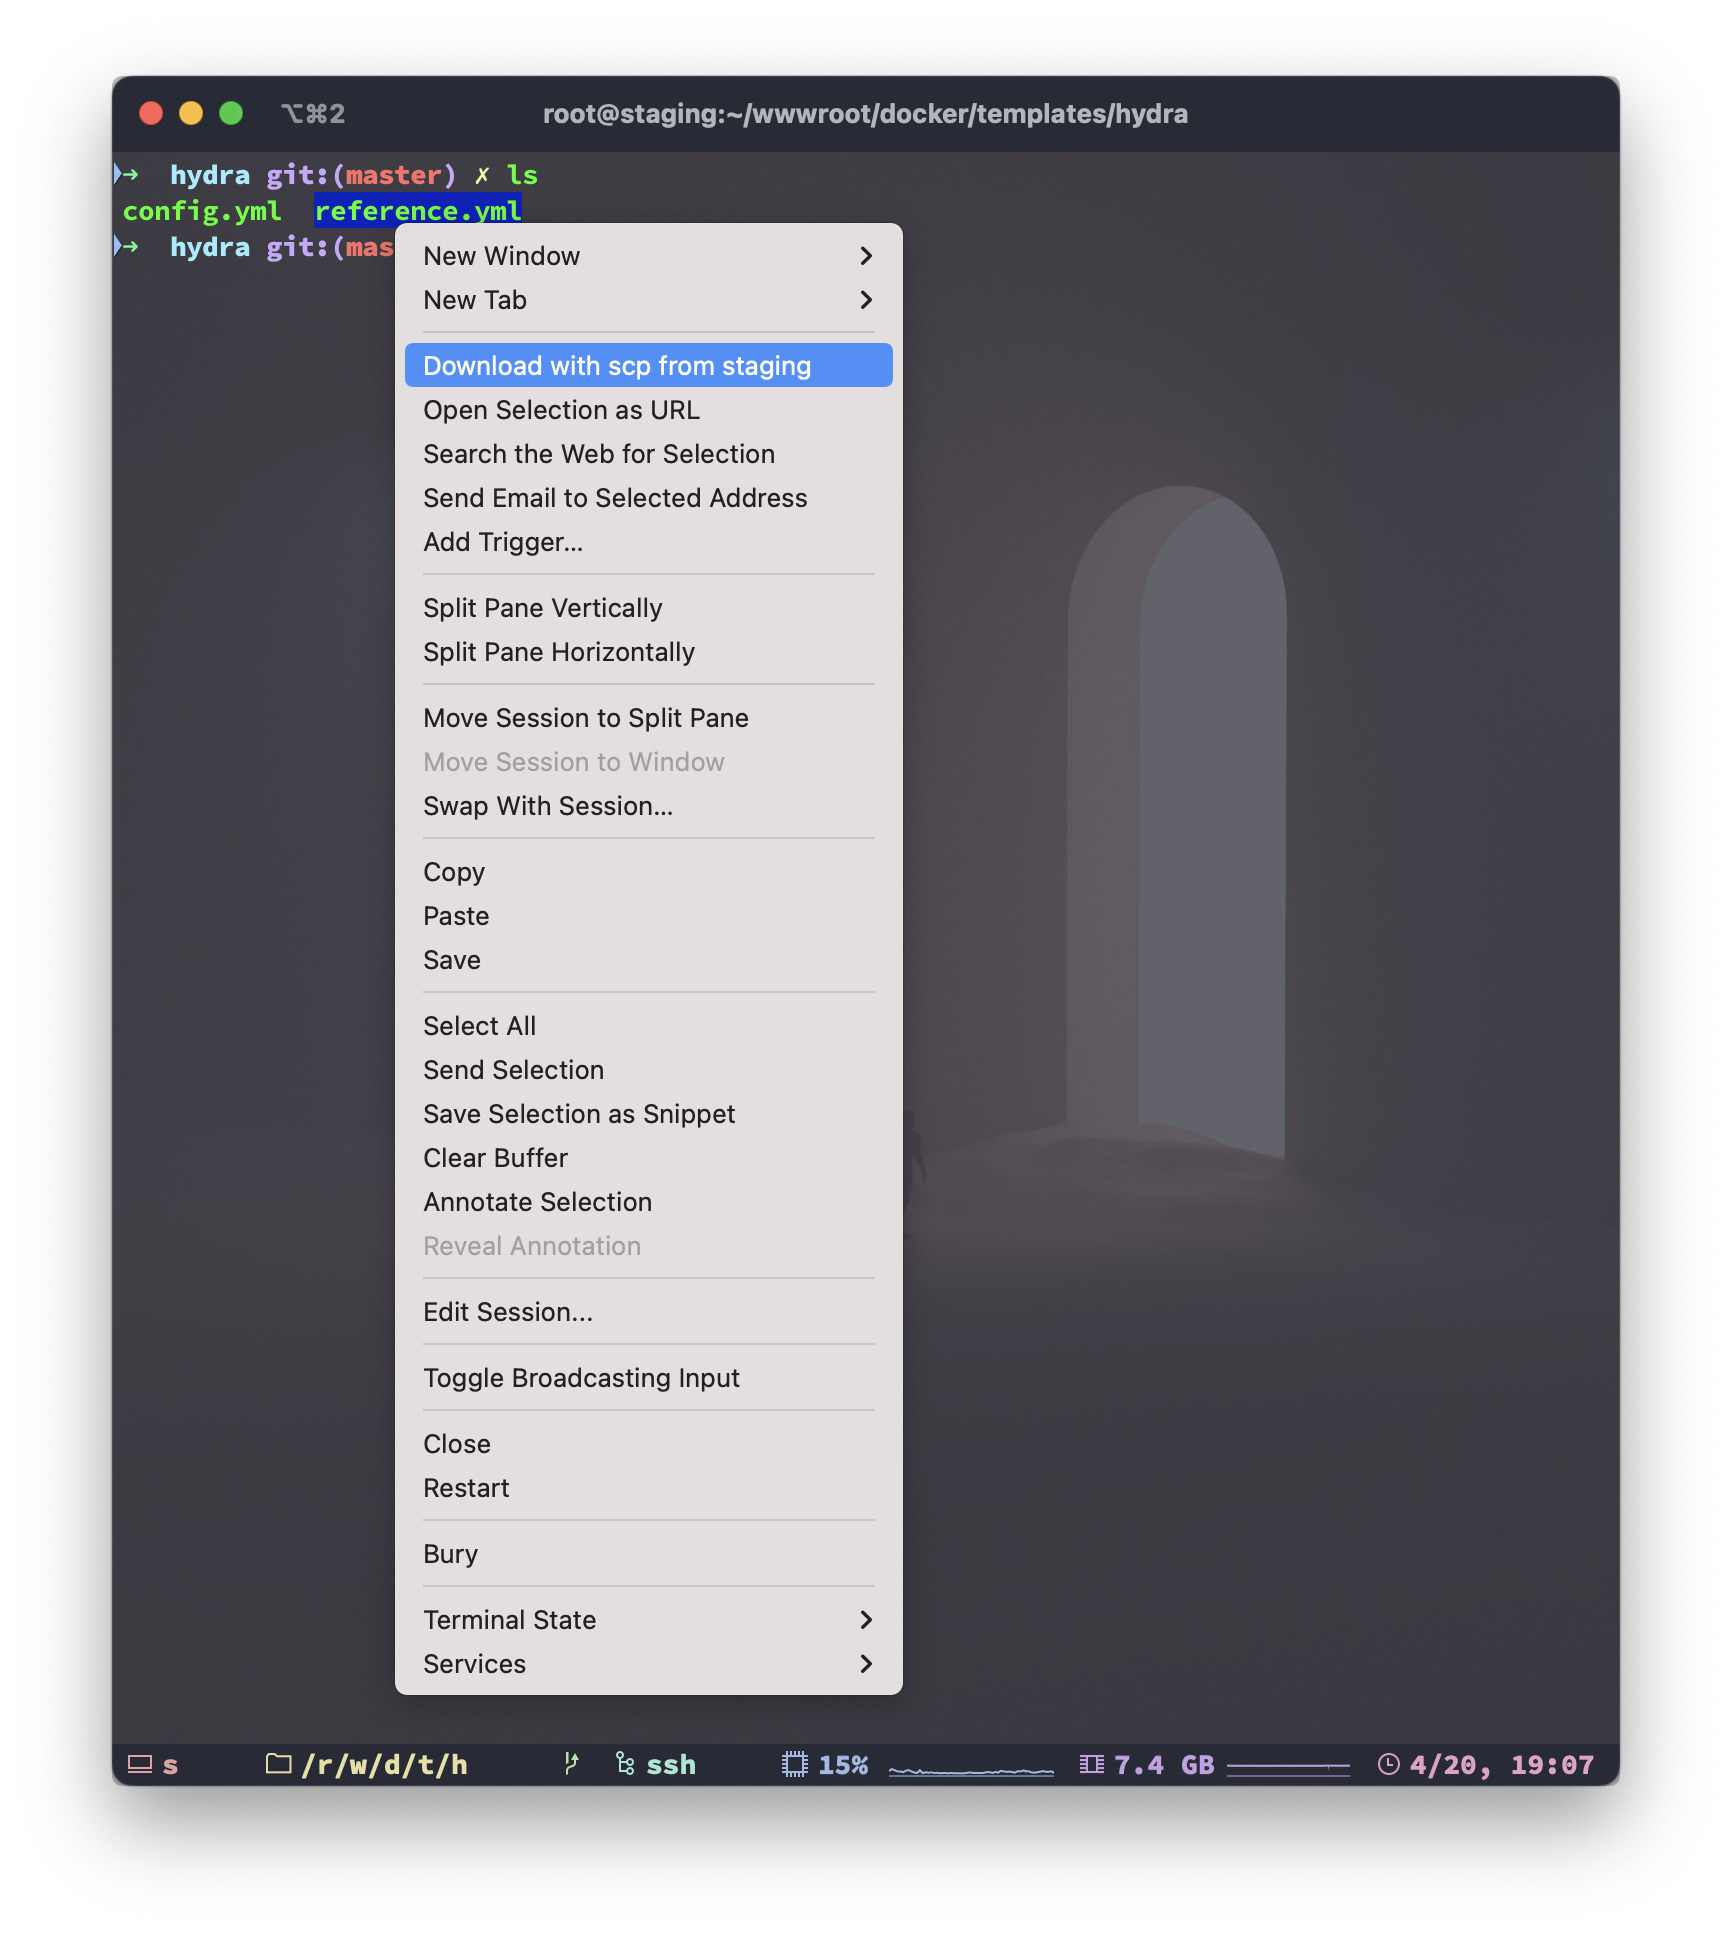 ⌥⌘2 root@staging:~/wwwroot/docker/templates/hydra
→ hydra git:(master) ✗ ls
config.yml reference.yml
→ hydra git:(mas
New Window
New Tab
Download with scp from staging
Open Selection as URL
Search the Web for Selection
Send Email to Selected Address
Add Trigger...
Split Pane Vertically
Split Pane Horizontally
Move Session to Split Pane
Move Session to Window
Swap With Session...
Copy
Paste
Save
Select All
Send Selection
Save Selection as Snippet
Clear Buffer
Annotate Selection
Reveal Annotation
Edit Session...
Toggle Broadcasting Input
Close
Restart
Bury
Terminal State
Services
s /r/w/d/t/h ssh 15% 7.4 GB 4/20, 19:07